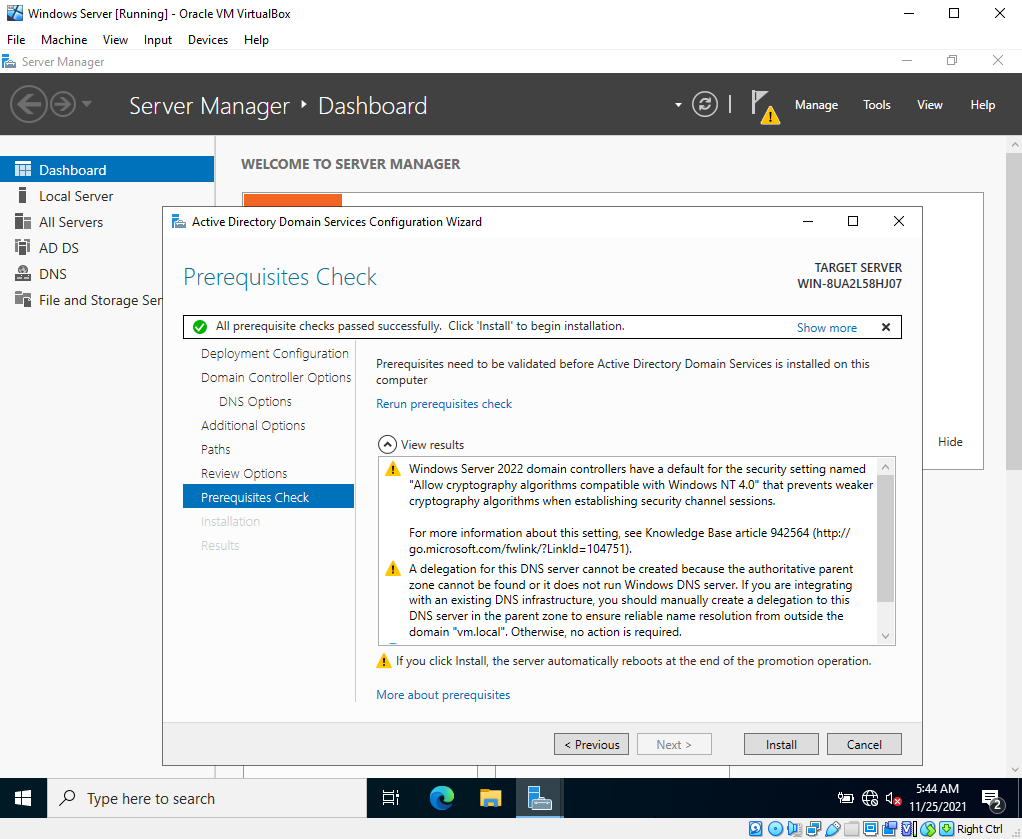 Windows Server [Running] - Oracle VM VirtualBox
File Machine View Input Devices Help
Server Manager
Server Manager Dashboard
Manage Tools View Help
Dashboard
Local Server
All Servers
AD DS
DNS
File and Storage Ser
WELCOME TO SERVER MANAGER
Hide
Active Directory Domain Services Configuration Wizard
Prerequisites Check
TARGET SERVER
WIN-8UA2L58HJ07
All prerequisite checks passed successfully. Click 'Install' to begin installation.
Show more
Deployment Configuration
Domain Controller Options
DNS Options
Additional Options
Paths
Review Options
Prerequisites Check
Installation
Results
Prerequisites need to be validated before Active Directory Domain Services is installed on this
computer
Rerun prerequisites check
View results
Windows Server 2022 domain controllers have a default for the security setting named
"Allow cryptography algorithms compatible with Windows NT 4.0" that prevents weaker
cryptography algorithms when establishing security channel sessions.
For more information about this setting, see Knowledge Base article 942564 (http://
go.microsoft.com/fwlink/?LinkId=104751).
A delegation for this DNS server cannot be created because the authoritative parent
zone cannot be found or it does not run Windows DNS server. If you are integrating
with an existing DNS infrastructure, you should manually create a delegation to this
DNS server in the parent zone to ensure reliable name resolution from outside the
domain "vm.local". Otherwise, no action is required.
If you click Install, the server automatically reboots at the end of the promotion operation.
More about prerequisites
< Previous
Next >
Install
Cancel
Type here to search
5:44 AM
11/25/2021
2
Right Ctrl